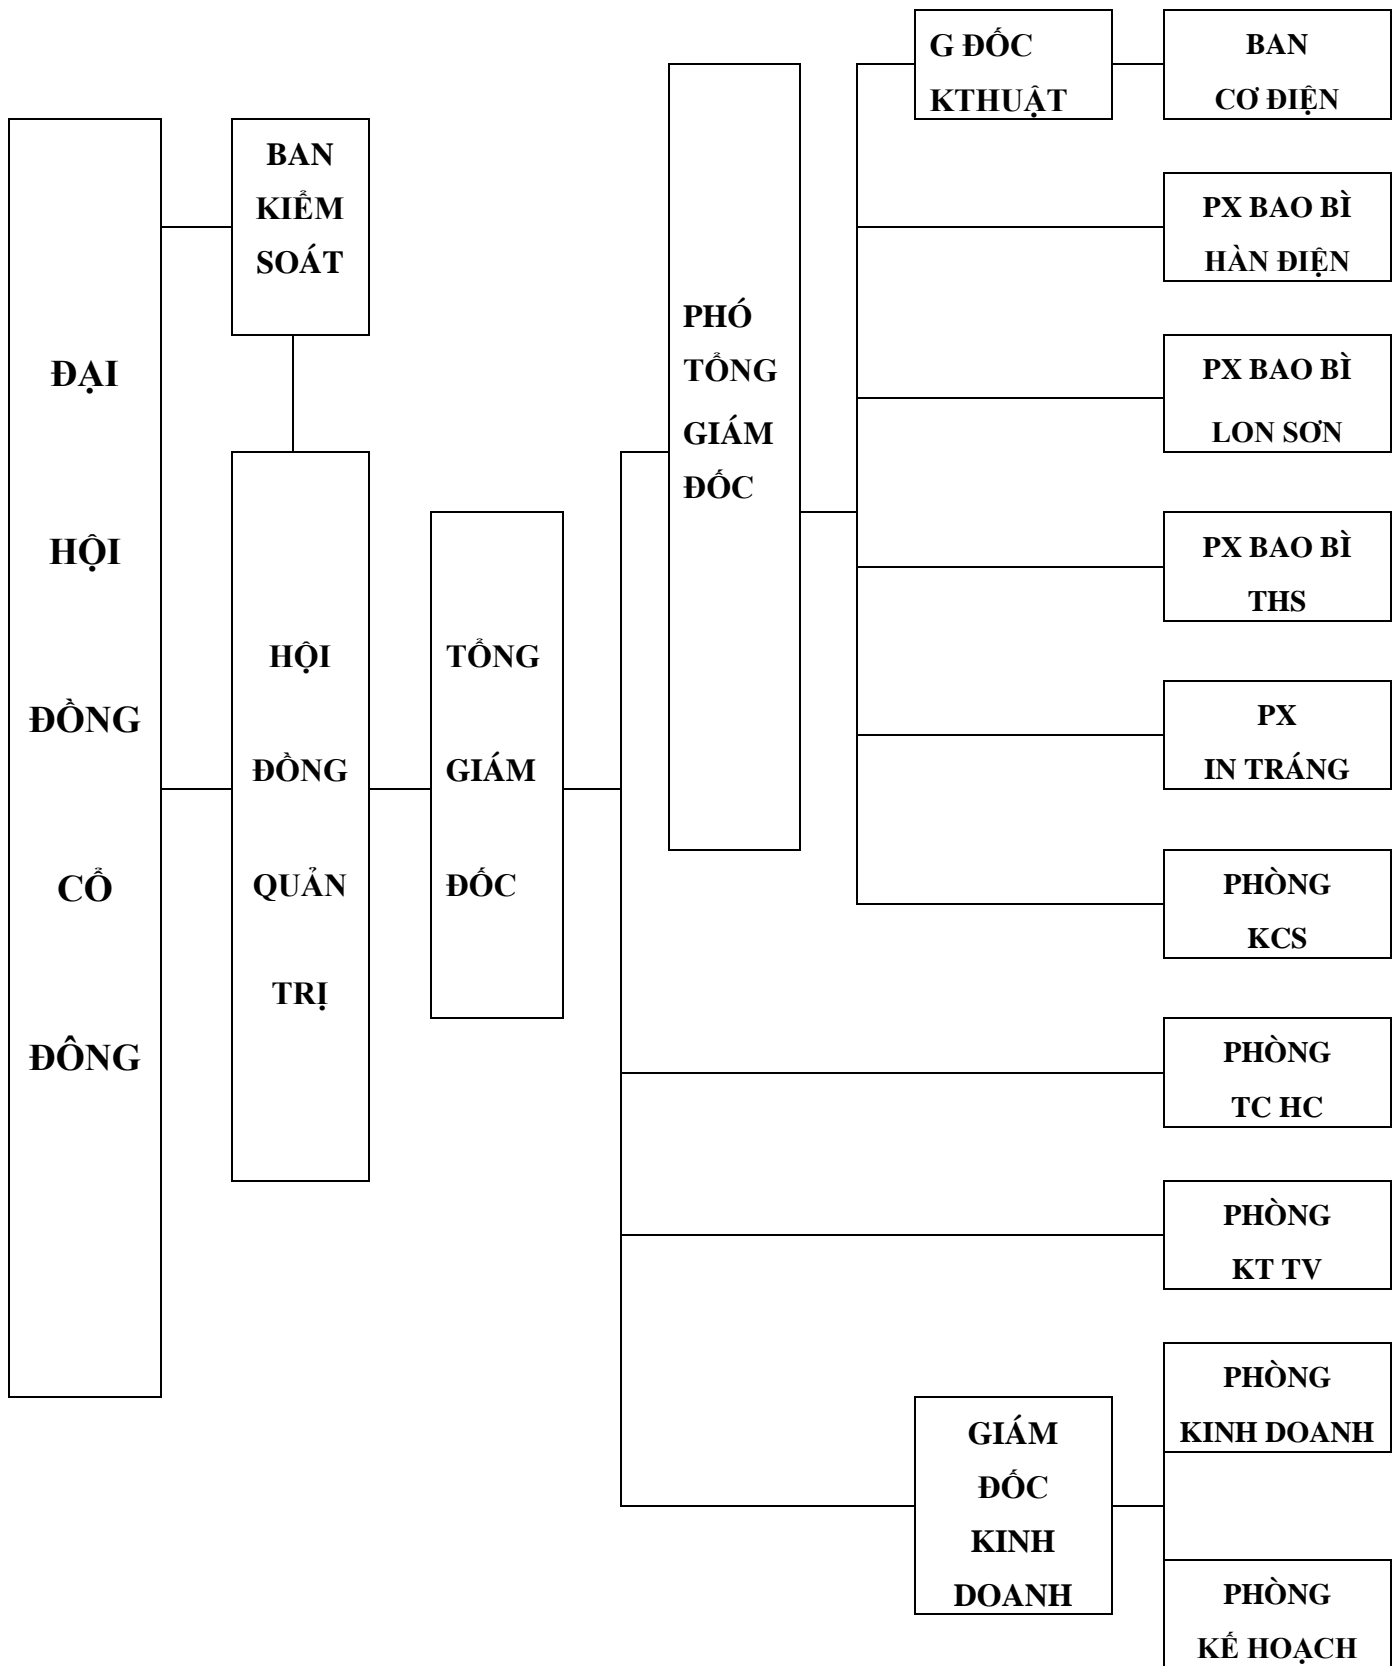 ĐẠI
HỘI
ĐỒNG
CỔ
ĐÔNG
BAN
KIỂM
SOÁT
HỘI
ĐỒNG
QUẢN
TRỊ
TỔNG
GIÁM
ĐỐC
PHÓ
TỔNG
GIÁM
ĐỐC
G ĐỐC
KTHUẬT
BAN
CƠ ĐIỆN
PX BAO BÌ
HÀN ĐIỆN
PX BAO BÌ
LON SƠN
PX BAO BÌ
THS
PX
IN TRÁNG
PHÒNG
KCS
PHÒNG
TC HC
PHÒNG
KT TV
GIÁM
ĐỐC
KINH
DOANH
PHÒNG
KINH DOANH
PHÒNG
KẾ HOẠCH